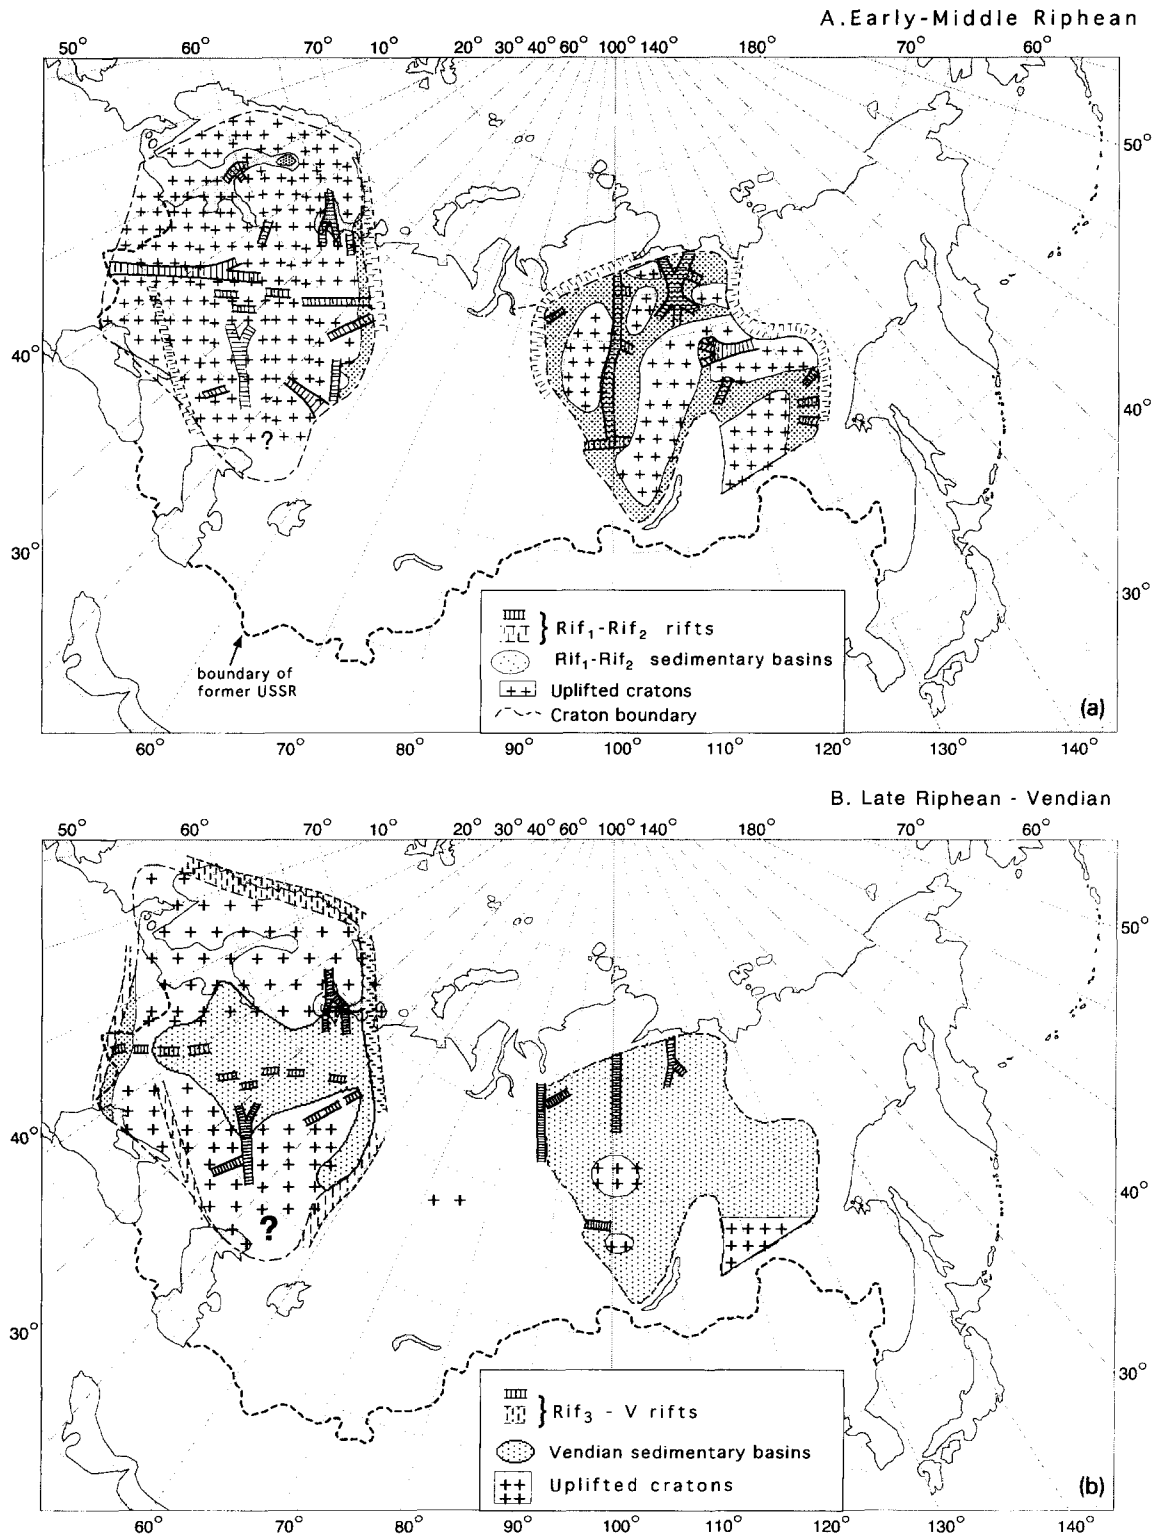 A.Early-Middle Riphean
50° 60° 70° 10° 20° 30° 40° 60° 100° 140° 180° 70° 60°
50°
40°
40°
?
30°
30°
boundary of
former USSR
Rif₁-Rif₂ rifts
Rif₁-Rif₂ sedimentary basins
Uplifted cratons
Craton boundary
(a)
60° 70° 80° 90° 100° 110° 120° 130° 140°
B. Late Riphean - Vendian
50° 60° 70° 10° 20° 30° 40° 60° 100° 140° 180° 70° 60°
50°
40°
40°
?
30°
30°
Rif₃ - V rifts
Vendian sedimentary basins
Uplifted cratons
(b)
60° 70° 80° 90° 100° 110° 120° 130° 140°